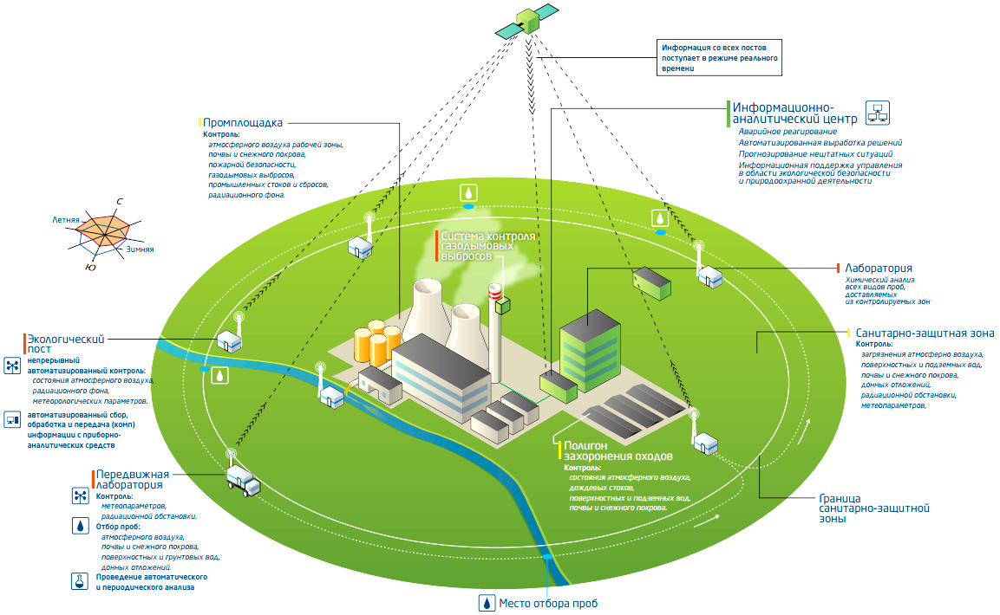 Информация со всех постов
поступает в режиме реального
времени
Информационно-
аналитический центр
Аварийное реагирование
Автоматизированная выработка решений
Прогнозирование нештатных ситуаций
Информационная поддержка управления
в области экологической безопасности
и природоохранной деятельности
Промплощадка
Контроль:
атмосферного воздуха рабочей зоны,
почвы и снежного покрова,
пожарной безопасности,
газодымовых выбросов,
промышленных стоков и сбросов,
радиационного фона.
С
Летняя
Зимняя
Ю
Система контроля
газодымовых
выбросов
Лаборатория
Химический анализ
всех видов проб,
доставляемых
из контролируемых зон
Экологический
пост
непрерывный
автоматизированный контроль:
состояния атмосферного воздуха,
радиационного фона,
метеорологических параметров.
автоматизированный сбор,
обработка и передача (комп)
информации с приборно-
аналитических средств
Санитарно-защитная зона
Контроль:
загрязнения атмосферно воздуха,
поверхностных и подземных вод,
почвы и снежного покрова,
донных отложений,
радиационной обстановки,
метеопараметров,
Полигон
захоронения оходов
Контроль:
состояния атмосферного воздуха,
дождевых стоков,
поверхностных и подземных вод,
почвы и снежного покрова.
Передвижная
лаборатория
Контроль:
метеопараметров,
радиационной обстановки.
Отбор проб:
атмосферного воздуха,
почвы и снежного покрова,
поверхностных и грунтовых вод,
донных отложений.
Проведение автоматического
и периодического анализа
Граница
санитарно-защитной
зоны
Место отбора проб